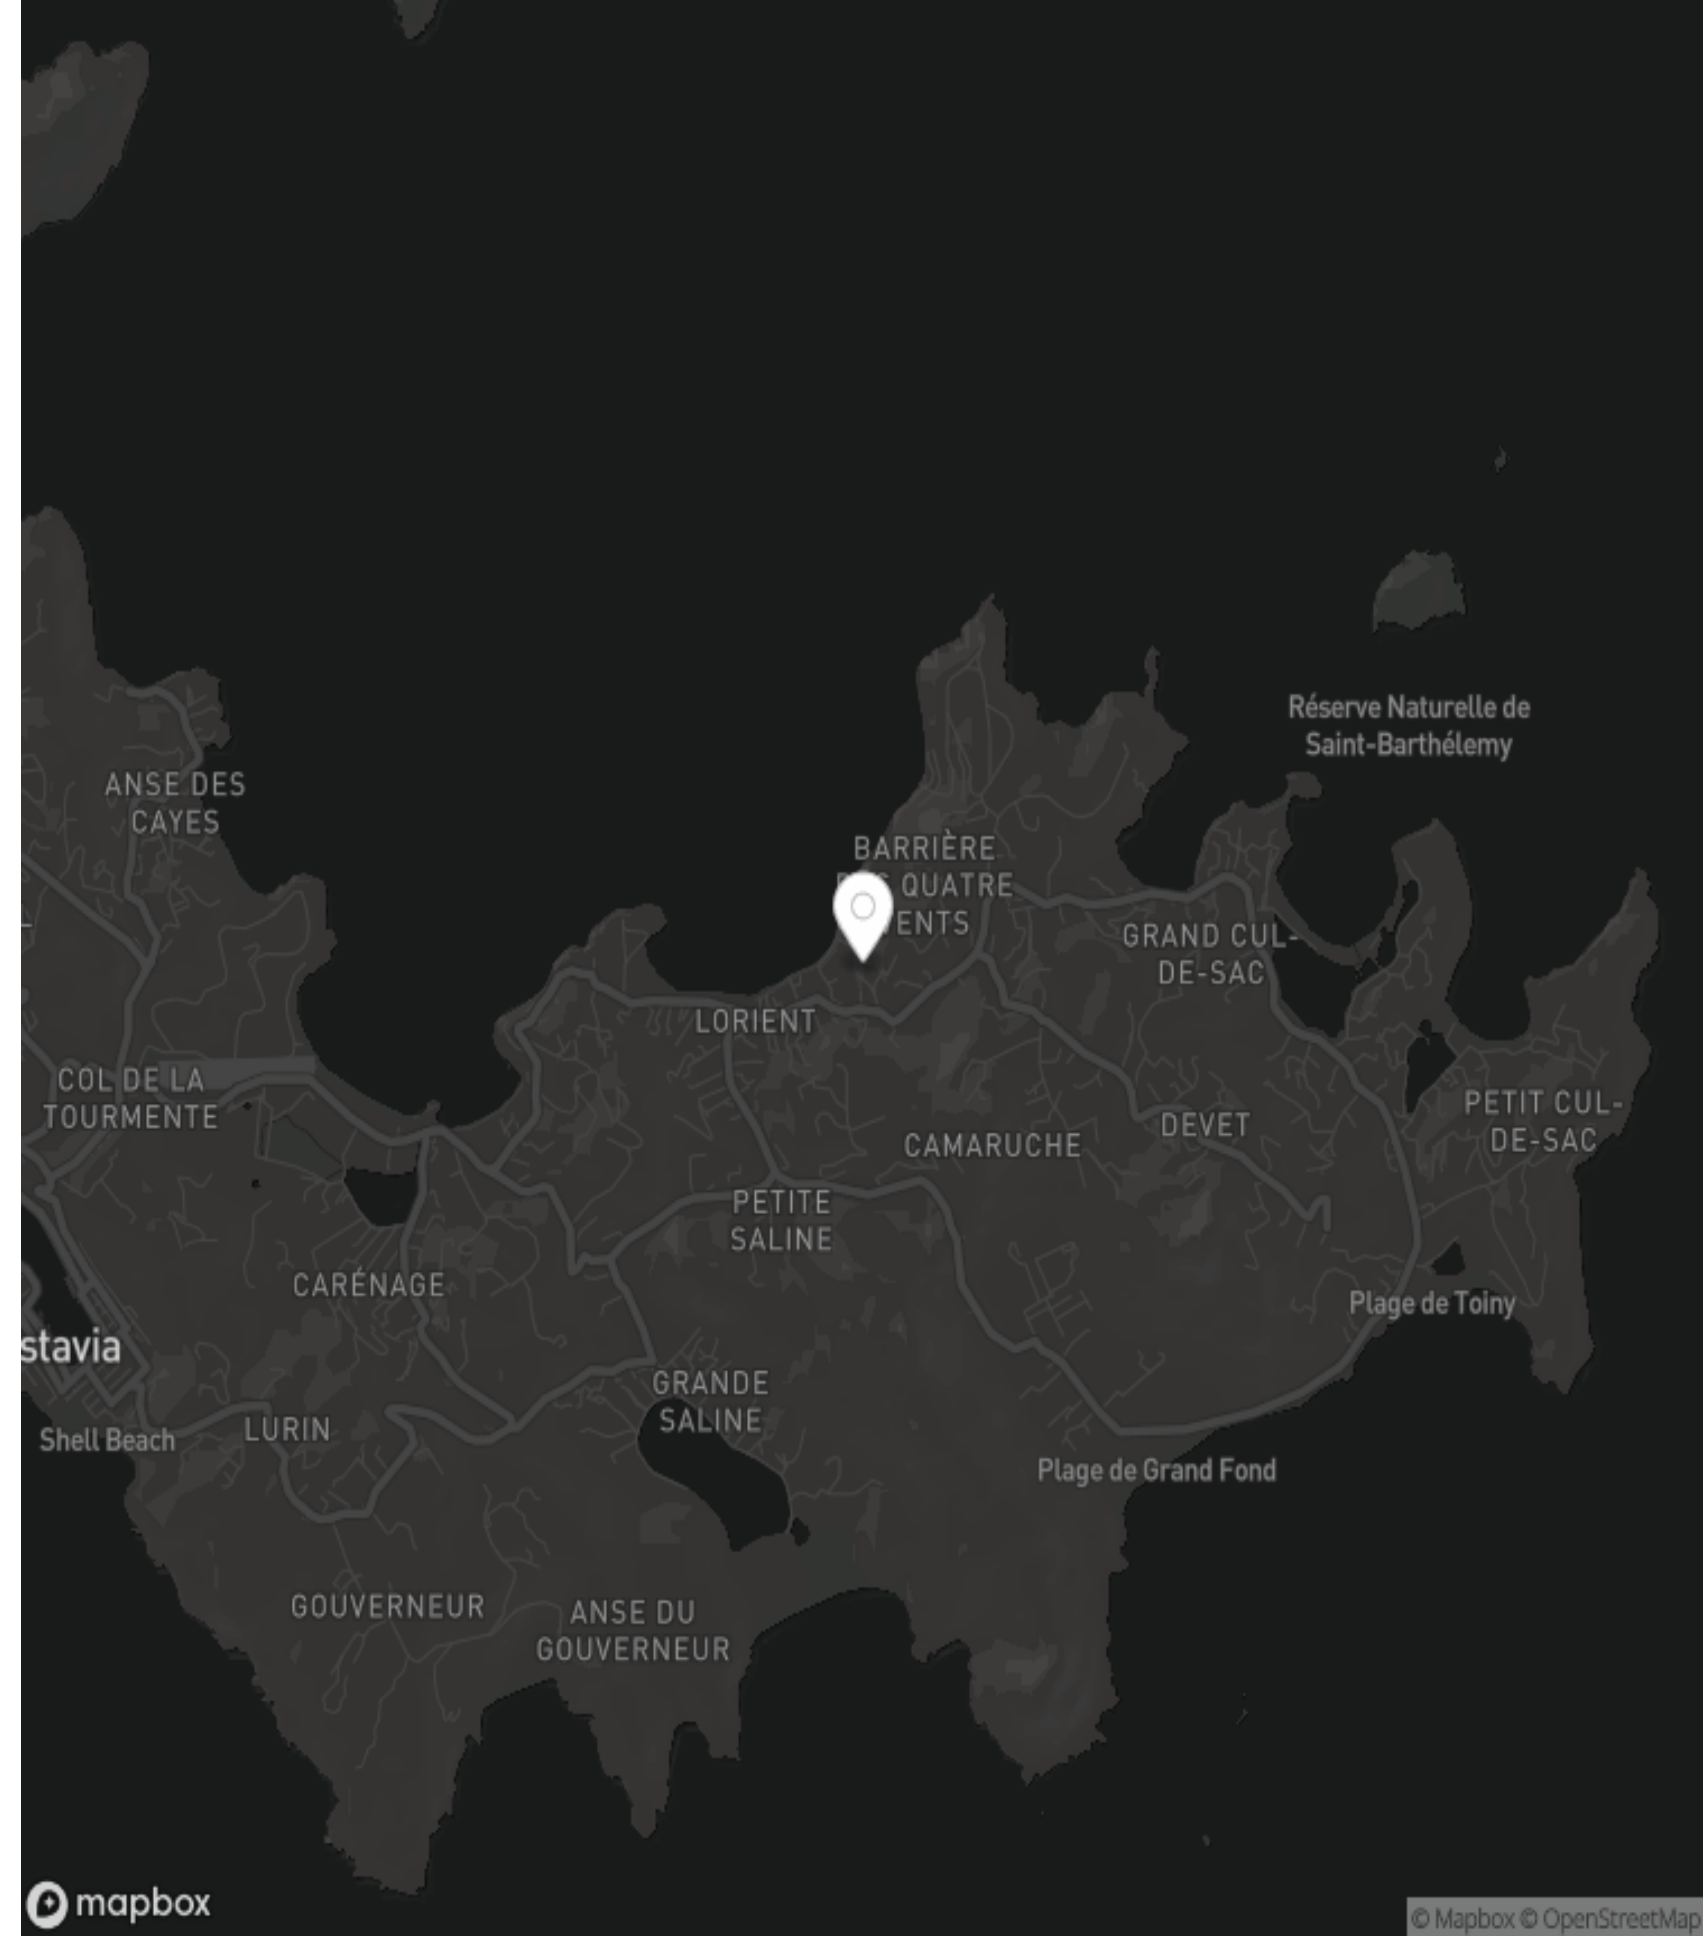 Réserve Naturelle de
Saint-Barthélemy
ANSE DES
CAYES
BARRIÈRE
QUATRE
ENTS
GRAND CUL-
DE-SAC
LORIENT
COL DE LA
TOURMENTE
PETIT CUL-
DE-SAC
DEVET
CAMARUCHE
PETITE
SALINE
CARÉNAGE
Plage de Toiny
stavia
GRANDE
SALINE
LURIN
Shell Beach
Plage de Grand Fond
GOUVERNEUR
ANSE DU
GOUVERNEUR
mapbox
© Mapbox © OpenStreetMap